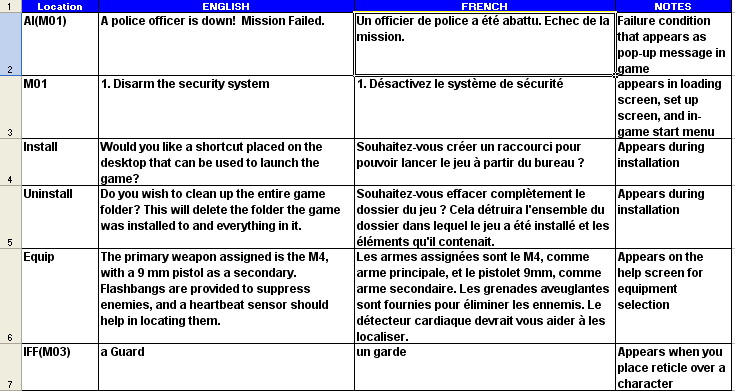 1 Location ENGLISH FRENCH NOTES
AI(M01) A police officer is down!  Mission Failed. Un officier de police a été abattu. Echec de la
mission.
Failure condition
that appears as
pop-up message in
game
2
M01 1. Disarm the security system 1. Désactivez le système de sécurité appears in loading
screen, set up
screen, and in-
game start menu
3
Install Would you like a shortcut placed on the
desktop that can be used to launch the
game?
Souhaitez-vous créer un raccourci pour
pouvoir lancer le jeu à partir du bureau ?
Appears during
installation
4
Uninstall Do you wish to clean up the entire game
folder? This will delete the folder the game
was installed to and everything in it.
Souhaitez-vous effacer complètement le
dossier du jeu ? Cela détruira l'ensemble du
dossier dans lequel le jeu a été installé et les
éléments qu'il contenait.
Appears during
installation
5
Equip The primary weapon assigned is the M4,
with a 9 mm pistol as a secondary.
Flashbangs are provided to suppress
enemies, and a heartbeat sensor should
help in locating them.
Les armes assignées sont le M4, comme
arme principale, et le pistolet 9mm, comme
arme secondaire. Les grenades aveuglantes
sont fournies pour éliminer les ennemis. Le
détecteur cardiaque devrait vous aider à les
localiser.
Appears on the
help screen for
equipment
selection
6
IFF(M03) a Guard un garde Appears when you
place reticle over a
character
7